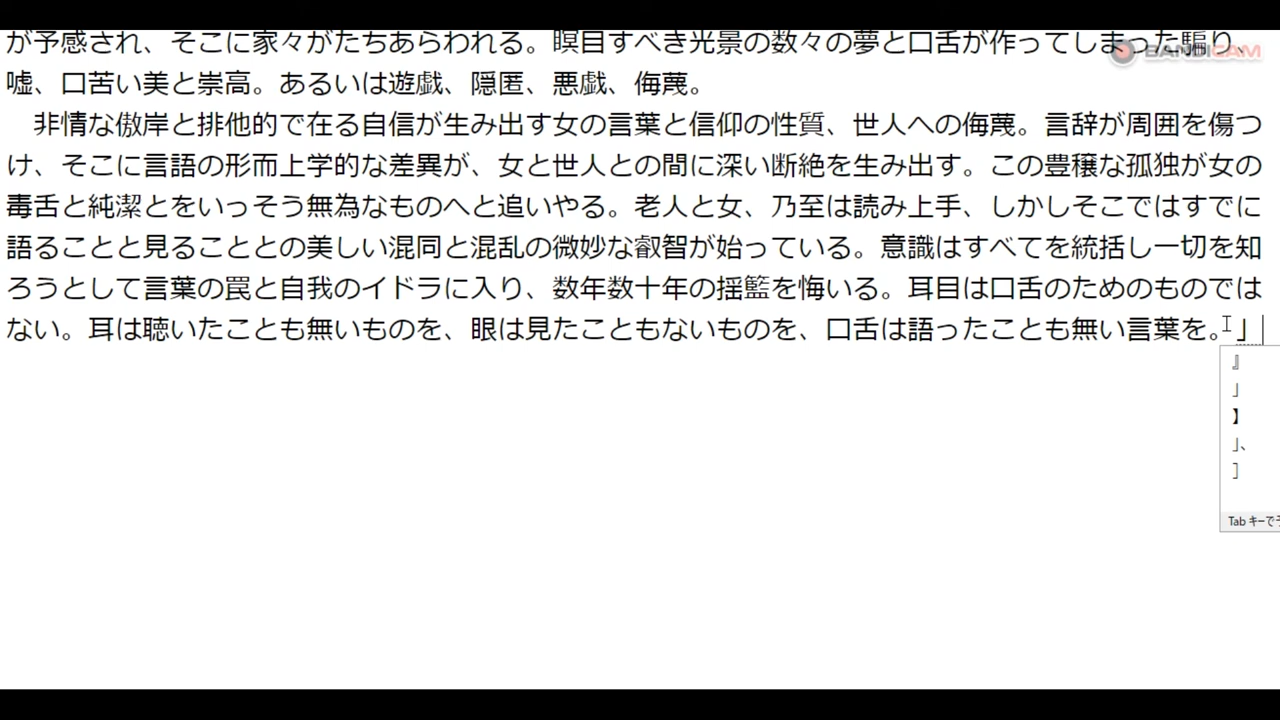 が予感され、そこに家々がたちあらわれる。瞑目すべき光景の数々の夢と口舌が作ってしまった騙り、
BANDICAM
嘘、口苦い美と崇高。あるいは遊戯、隠匿、悪戯、侮蔑。
非情な傲岸と排他的で在る自信が生み出す女の言葉と信仰の性質、世人への侮蔑。言辞が周囲を傷つ
け、そこに言語の形而上学的な差異が、女と世人との間に深い断絶を生み出す。この豊穣な孤独が女の
毒舌と純潔とをいっそう無為なものへと追いやる。老人と女、乃至は読み上手、しかしそこではすでに
語ることと見ることとの美しい混同と混乱の微妙な叡智が始っている。意識はすべてを統括し一切を知
ろうとして言葉の罠と自我のイドラに入り、数年数十年の揺籃を悔いる。耳目は口舌のためのものでは
ない。耳は聴いたことも無いものを、眼は見たこともないものを、口舌は語ったことも無い言葉を。」
』
」
】
」、
］
Tab キーで